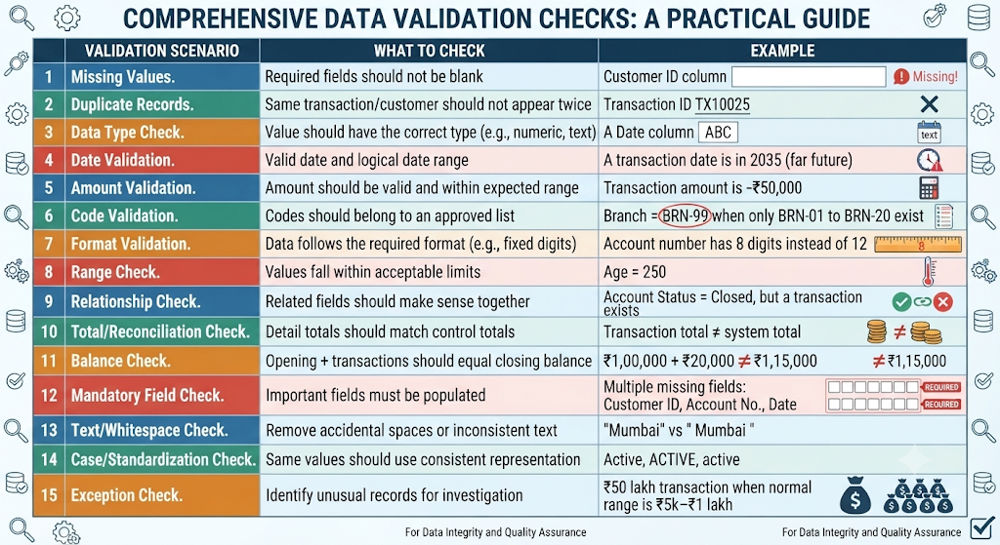 COMPREHENSIVE DATA VALIDATION CHECKS: A PRACTICAL GUIDE
VALIDATION SCENARIO WHAT TO CHECK EXAMPLE
1 Missing Values. Required fields should not be blank Customer ID column Missing!
2 Duplicate Records. Same transaction/customer should not appear twice Transaction ID TX10025
3 Data Type Check. Value should have the correct type (e.g., numeric, text) A Date column ABC text
4 Date Validation. Valid date and logical date range A transaction date is in 2035 (far future)
5 Amount Validation. Amount should be valid and within expected range Transaction amount is -₹50,000
6 Code Validation. Codes should belong to an approved list Branch = BRN-99 when only BRN-01 to BRN-20 exist
7 Format Validation. Data follows the required format (e.g., fixed digits) Account number has 8 digits instead of 12 8
8 Range Check. Values fall within acceptable limits Age = 250
9 Relationship Check. Related fields should make sense together Account Status = Closed, but a transaction
exists
10 Total/Reconciliation Check. Detail totals should match control totals Transaction total ≠ system total ≠
11 Balance Check. Opening + transactions should equal closing balance ₹1,00,000 + ₹20,000 ≠ ₹1,15,000 ≠ ₹1,15,000
12 Mandatory Field Check. Important fields must be populated Multiple missing fields: REQUIRED
Customer ID, Account No., Date REQUIRED
13 Text/Whitespace Check. Remove accidental spaces or inconsistent text "Mumbai" vs " Mumbai "
14 Case/Standardization Check. Same values should use consistent representation Active, ACTIVE, active
15 Exception Check. Identify unusual records for investigation ₹50 lakh transaction when normal
range is ₹5k–₹1 lakh
For Data Integrity and Quality Assurance For Data Integrity and Quality Assurance